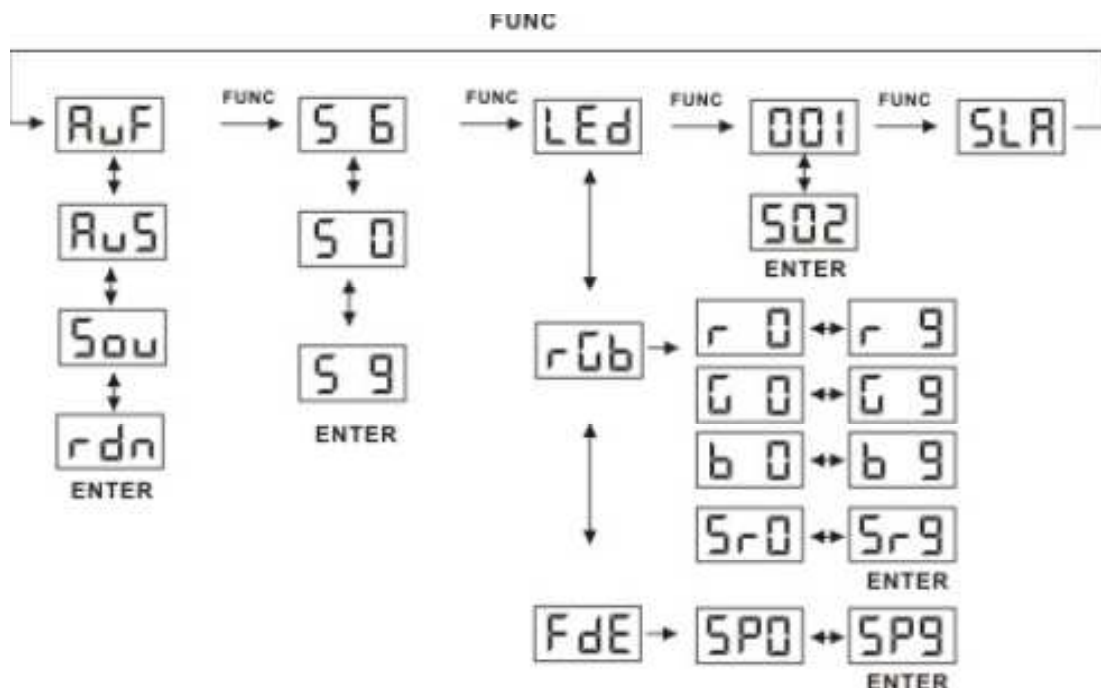 FUNC
AuF FUNC S 6 FUNC LEd FUNC 001 FUNC SLA
AuS S 0 S02
ENTER
Sou rGb r 0 r 9
S 9 G 0 G 9
rdn ENTER b 0 b 9
ENTER
Sr0 Sr9
ENTER
FdE SP0 SP9
ENTER